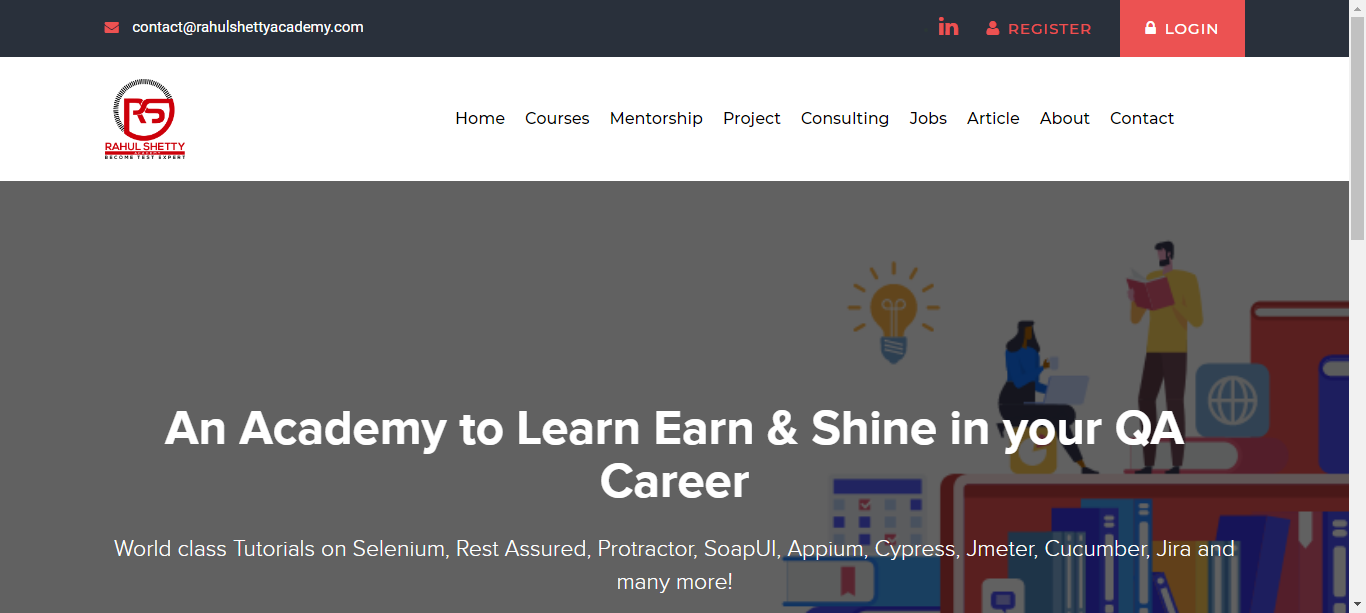 contact@rahulshettyacademy.com
REGISTER
LOGIN
RS
RAHUL SHETTY
ACADEMY
BECOME TEST EXPERT
Home Courses Mentorship Project Consulting Jobs Article About Contact
An Academy to Learn Earn & Shine in your QA
Career
World class Tutorials on Selenium, Rest Assured, Protractor, SoapUI, Appium, Cypress, Jmeter, Cucumber, Jira and
many more!